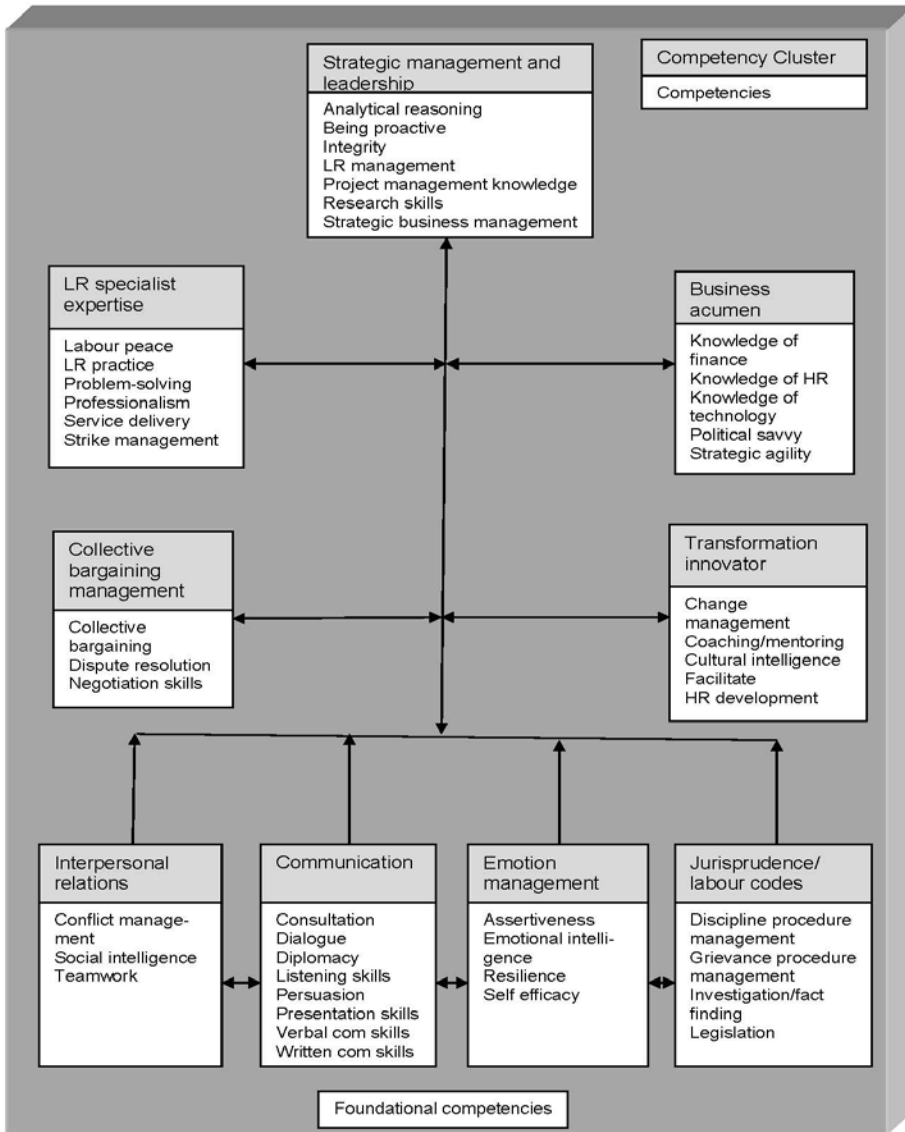 Strategic management and
leadership
Analytical reasoning
Being proactive
Integrity
LR management
Project management knowledge
Research skills
Strategic business management
Competency Cluster
Competencies
LR specialist
expertise
Labour peace
LR practice
Problem-solving
Professionalism
Service delivery
Strike management
Business
acumen
Knowledge of
finance
Knowledge of HR
Knowledge of
technology
Political savvy
Strategic agility
Collective
bargaining
management
Collective
bargaining
Dispute resolution
Negotiation skills
Transformation
innovator
Change
management
Coaching/mentoring
Cultural intelligence
Facilitate
HR development
Interpersonal
relations
Conflict manage-
ment
Social intelligence
Teamwork
Communication
Consultation
Dialogue
Diplomacy
Listening skills
Persuasion
Presentation skills
Verbal com skills
Written com skills
Emotion
management
Assertiveness
Emotional intelli-
gence
Resilience
Self efficacy
Jurisprudence/
labour codes
Discipline procedure
management
Grievance procedure
management
Investigation/fact
finding
Legislation
Foundational competencies